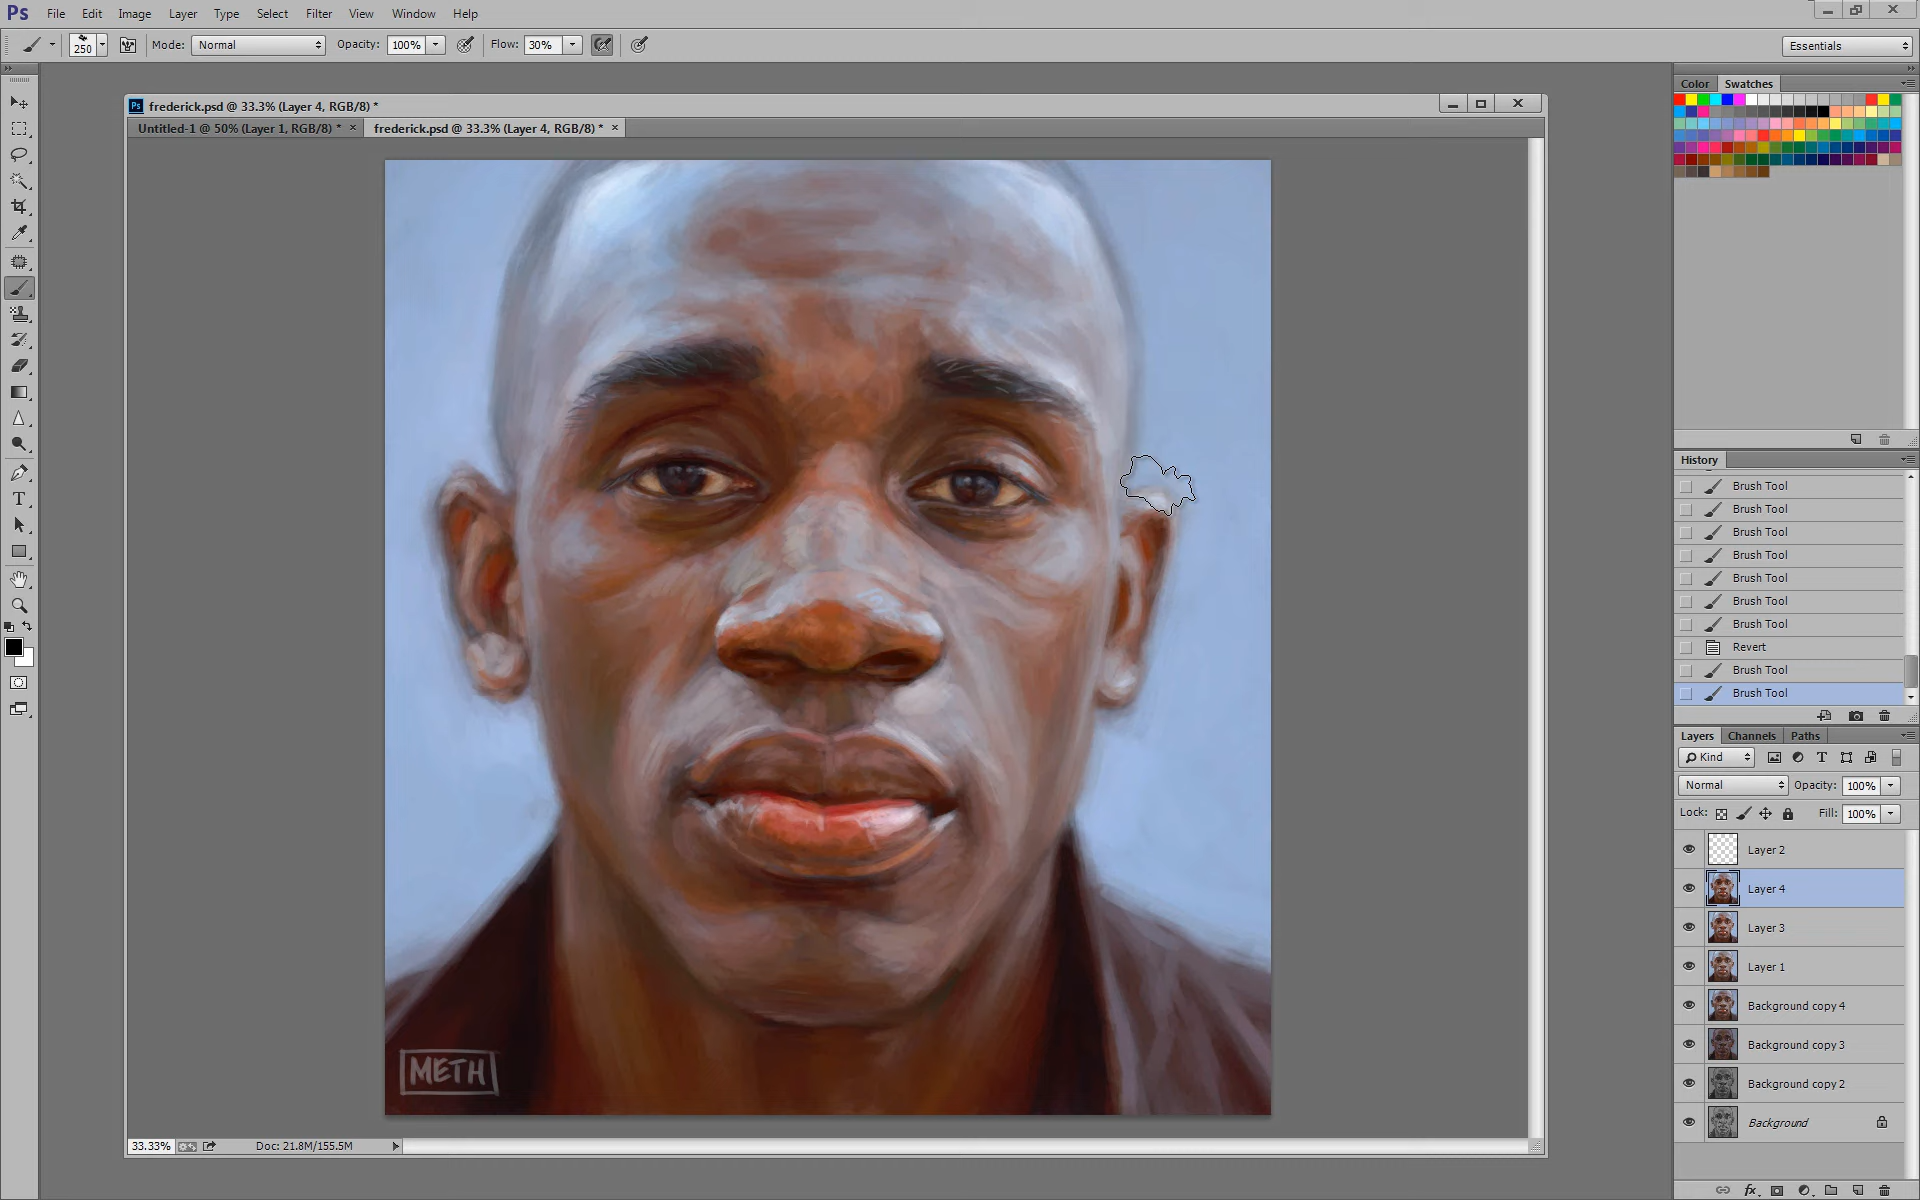 Ps File Edit Image Layer Type Select Filter View Window Help
250 Mode: Normal Opacity: 100% Flow: 30% Essentials
frederick.psd @ 33.3% (Layer 4, RGB/8) *
Untitled-1 @ 50% (Layer 1, RGB/8) * × frederick.psd @ 33.3% (Layer 4, RGB/8) * ×
METH
33.33% Doc: 21.8M/155.5M
Color Swatches
History
Brush Tool
Brush Tool
Brush Tool
Brush Tool
Brush Tool
Brush Tool
Brush Tool
Revert
Brush Tool
Brush Tool
Layers Channels Paths
Kind
Normal Opacity: 100%
Lock: Fill: 100%
Layer 2
Layer 4
Layer 3
Layer 1
Background copy 4
Background copy 3
Background copy 2
Background